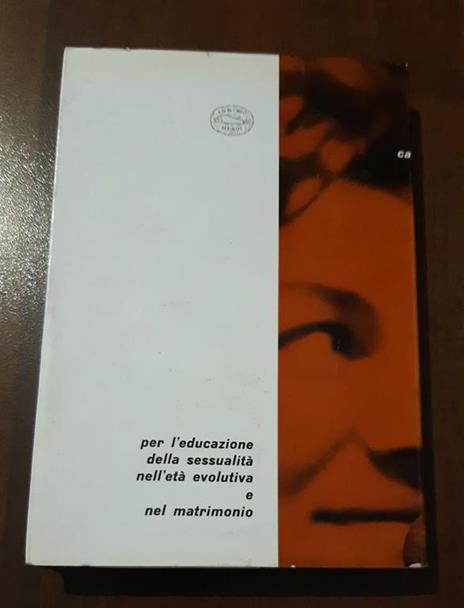 ca
per l'educazione
della sessualità
nell'età evolutiva
e
nel matrimonio